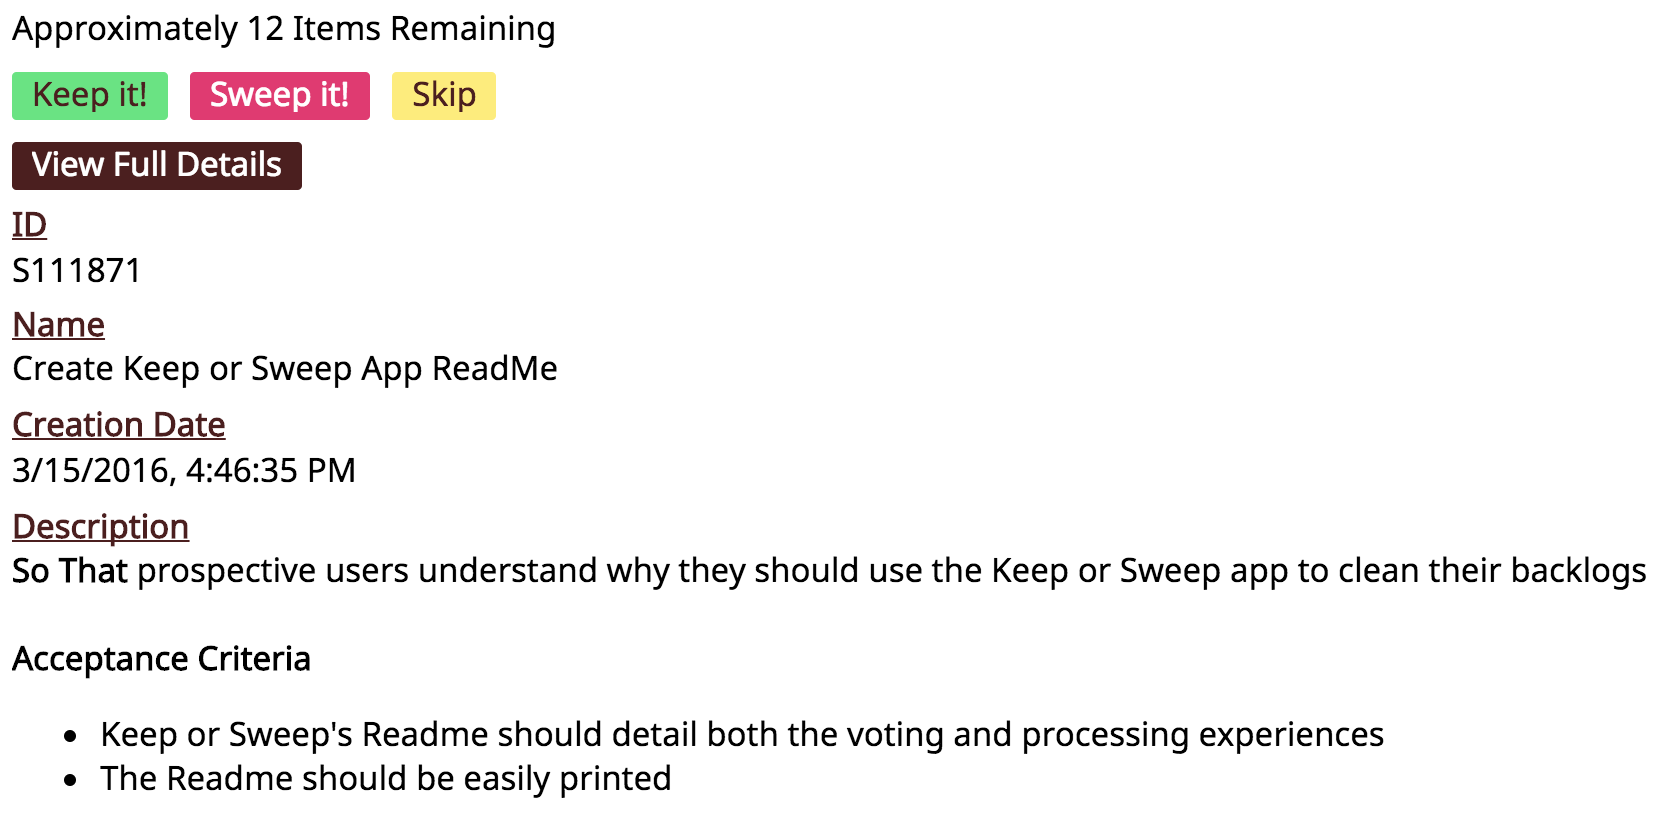 Approximately 12 Items Remaining
Keep it! Sweep it! Skip
View Full Details
ID
S111871
Name
Create Keep or Sweep App ReadMe
Creation Date
3/15/2016, 4:46:35 PM
Description
So That prospective users understand why they should use the Keep or Sweep app to clean their backlogs
Acceptance Criteria
• Keep or Sweep's Readme should detail both the voting and processing experiences
• The Readme should be easily printed